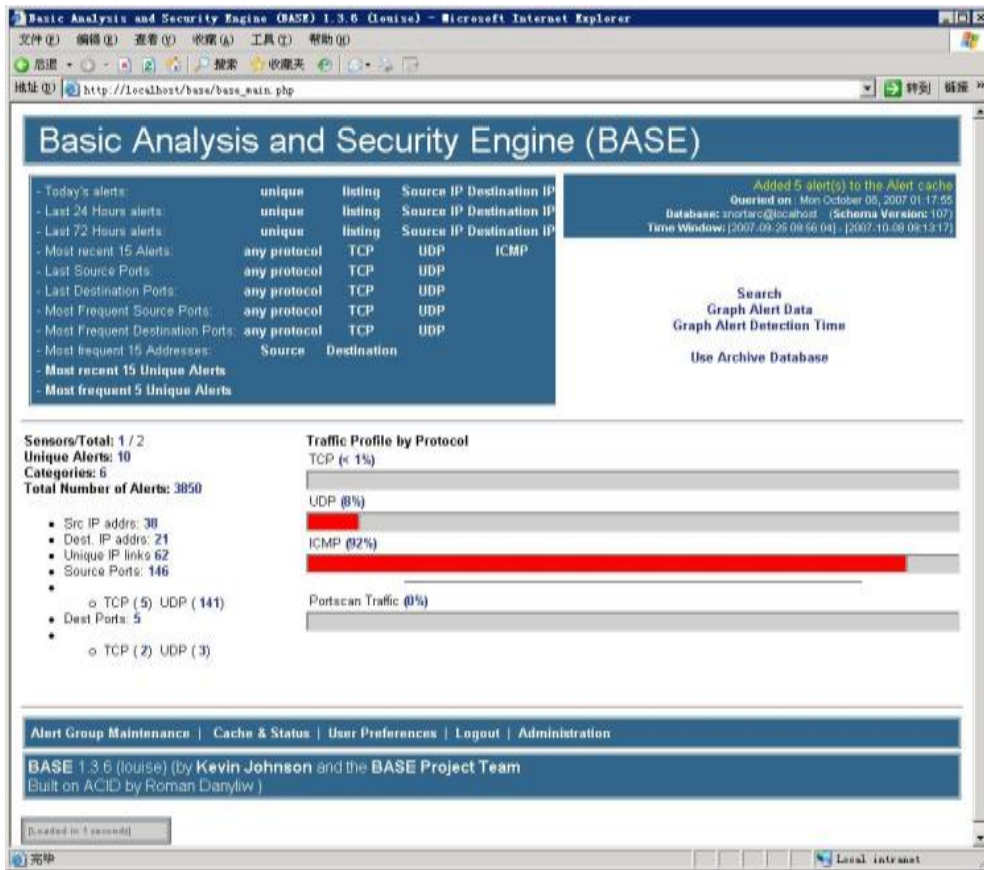 Basic Analysis and Security Engine (BASE) 1.3.6 (louise) - Microsoft Internet Explorer
文件(F) 编辑(E) 查看(V) 收藏(A) 工具(T) 帮助(H)
后退 搜索 收藏夹
地址(D) http://localhost/base/base_main.php 转到 链接 »
Basic Analysis and Security Engine (BASE)
- Today's alerts: unique listing Source IP Destination IP
- Last 24 Hours alerts: unique listing Source IP Destination IP
- Last 72 Hours alerts: unique listing Source IP Destination IP
- Most recent 15 Alerts: any protocol TCP UDP ICMP
- Last Source Ports: any protocol TCP UDP
- Last Destination Ports: any protocol TCP UDP
- Most Frequent Source Ports: any protocol TCP UDP
- Most Frequent Destination Ports: any protocol TCP UDP
- Most frequent 15 Addresses: Source Destination
- Most recent 15 Unique Alerts
- Most frequent 5 Unique Alerts
Added 5 alert(s) to the Alert cache
Queried on : Mon October 08, 2007 01:17:55
Database: snortarc@localhost (Schema Version: 107)
Time Window: [2007-09-25 09:56:04] - [2007-10-08 09:13:17]
Search
Graph Alert Data
Graph Alert Detection Time
Use Archive Database
Sensors/Total: 1 / 2
Unique Alerts: 10
Categories: 6
Total Number of Alerts: 3850
• Src IP addrs: 38
• Dest. IP addrs: 21
• Unique IP links 62
• Source Ports: 146
•
○ TCP ( 5) UDP ( 141)
• Dest Ports: 5
•
○ TCP ( 2) UDP ( 3)
Traffic Profile by Protocol
TCP (< 1%)
UDP (8%)
ICMP (92%)
Portscan Traffic (0%)
Alert Group Maintenance | Cache & Status | User Preferences | Logout | Administration
BASE 1.3.6 (louise) (by Kevin Johnson and the BASE Project Team
Built on ACID by Roman Danyliw )
[Loaded in 1 seconds]
完毕 Local intranet